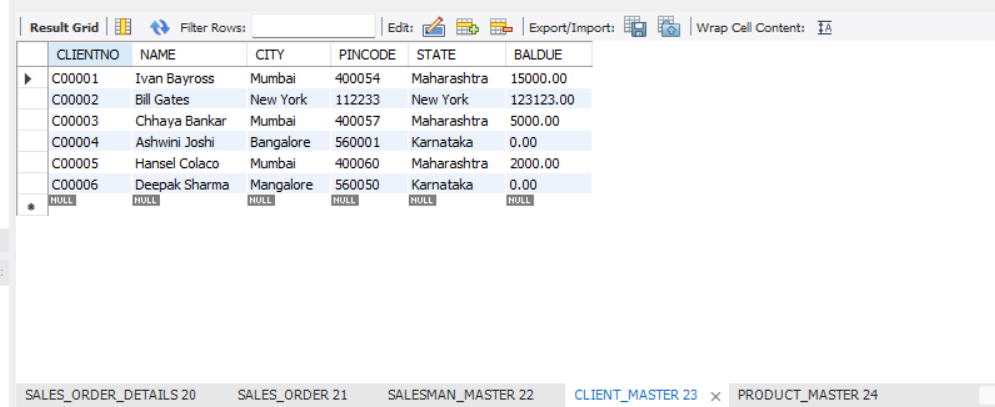 Result Grid Filter Rows: Edit: Export/Import: Wrap Cell Content: IA
CLIENTNO NAME CITY PINCODE STATE BALDUE
C00001 Ivan Bayross Mumbai 400054 Maharashtra 15000.00
C00002 Bill Gates New York 112233 New York 123123.00
C00003 Chhaya Bankar Mumbai 400057 Maharashtra 5000.00
C00004 Ashwini Joshi Bangalore 560001 Karnataka 0.00
C00005 Hansel Colaco Mumbai 400060 Maharashtra 2000.00
C00006 Deepak Sharma Mangalore 560050 Karnataka 0.00
NULL NULL NULL NULL NULL NULL
SALES_ORDER_DETAILS 20 SALES_ORDER 21 SALESMAN_MASTER 22 CLIENT_MASTER 23 × PRODUCT_MASTER 24